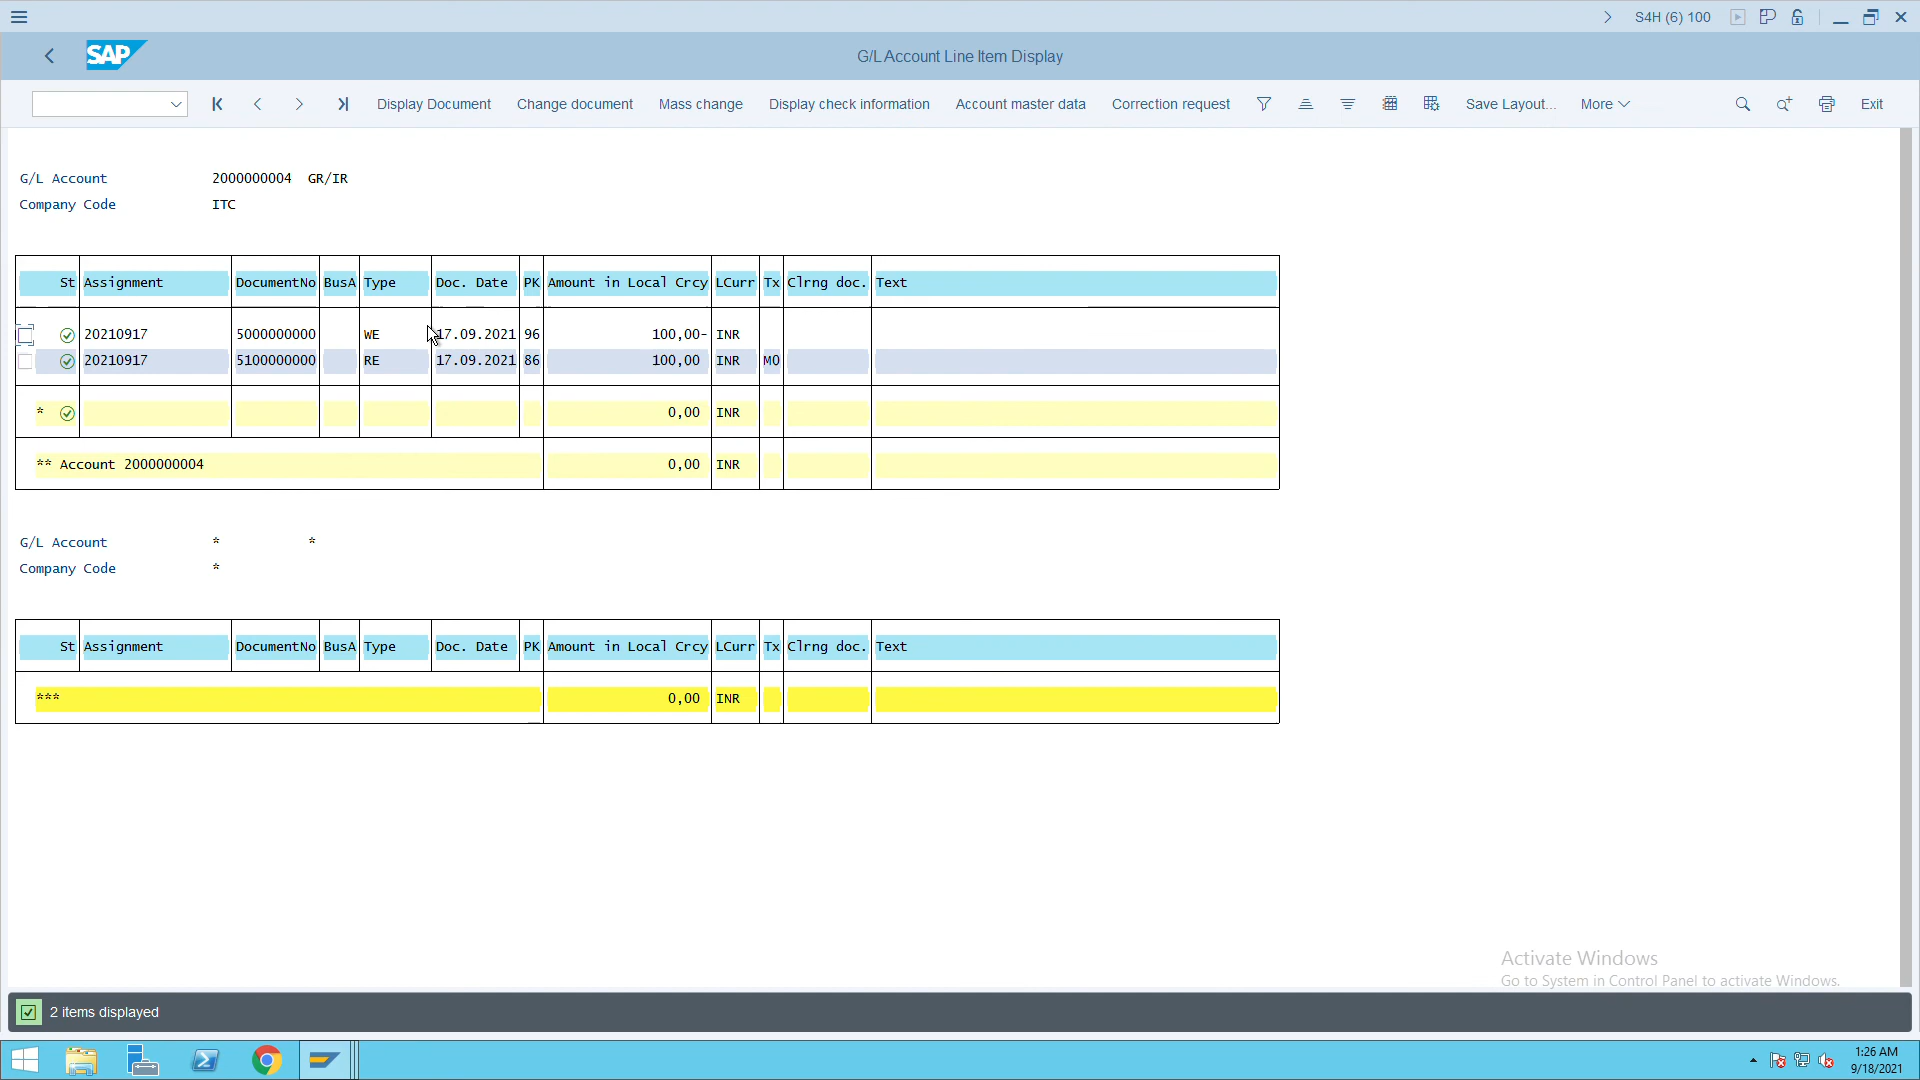 S4H (6) 100
SAP G/L Account Line Item Display
Display Document Change document Mass change Display check information Account master data Correction request Save Layout... More Exit
G/L Account 2000000004 GR/IR
Company Code ITC
St Assignment DocumentNo BusA Type Doc. Date PK Amount in Local Crcy LCurr Tx Clrng doc. Text
20210917 5000000000 WE 17.09.2021 96 100,00- INR
20210917 5100000000 RE 17.09.2021 86 100,00 INR M0
* 0,00 INR
** Account 2000000004 0,00 INR
G/L Account * *
Company Code *
St Assignment DocumentNo BusA Type Doc. Date PK Amount in Local Crcy LCurr Tx Clrng doc. Text
*** 0,00 INR
Activate Windows
Go to System in Control Panel to activate Windows.
2 items displayed
1:26 AM
9/18/2021